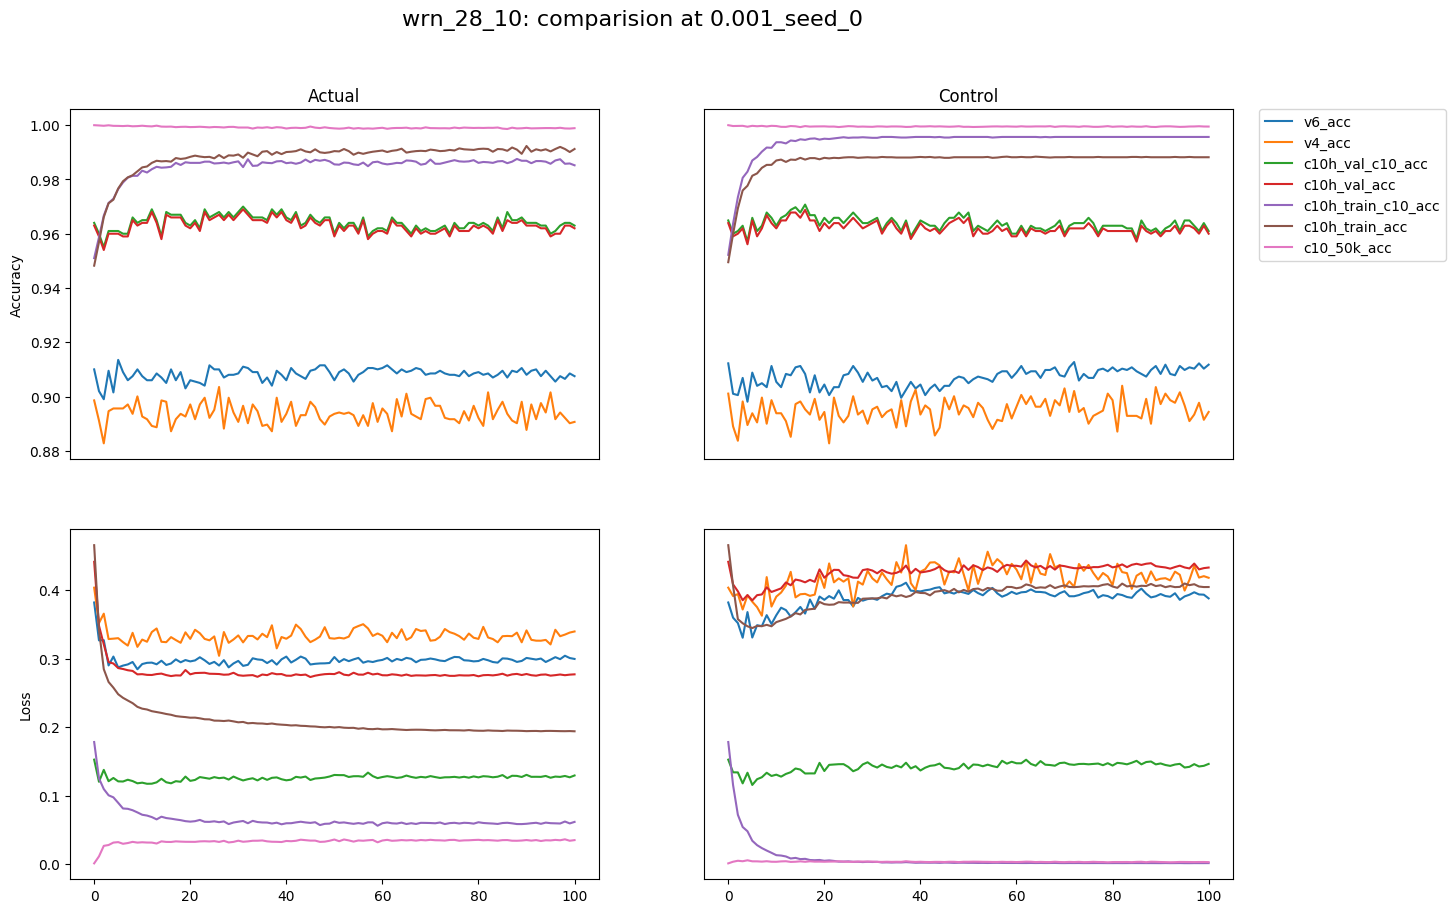 wrn_28_10: comparision at 0.001_seed_0
Actual
Control
Accuracy
1.00
0.98
0.96
0.94
0.92
0.90
0.88
v6_acc
v4_acc
c10h_val_c10_acc
c10h_val_acc
c10h_train_c10_acc
c10h_train_acc
c10_50k_acc
Loss
0.4
0.3
0.2
0.1
0.0
0 20 40 60 80 100
0 20 40 60 80 100